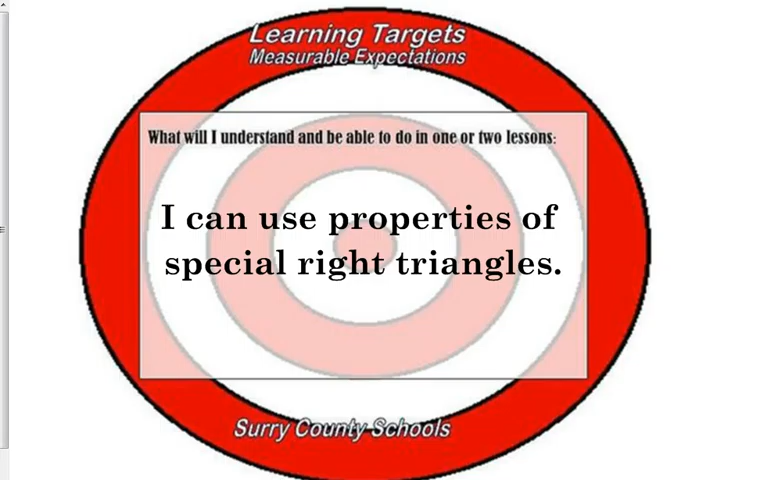 Learning Targets
Measurable Expectations
What will I understand and be able to do in one or two lessons:
I can use properties of
special right triangles.
Surry County Schools